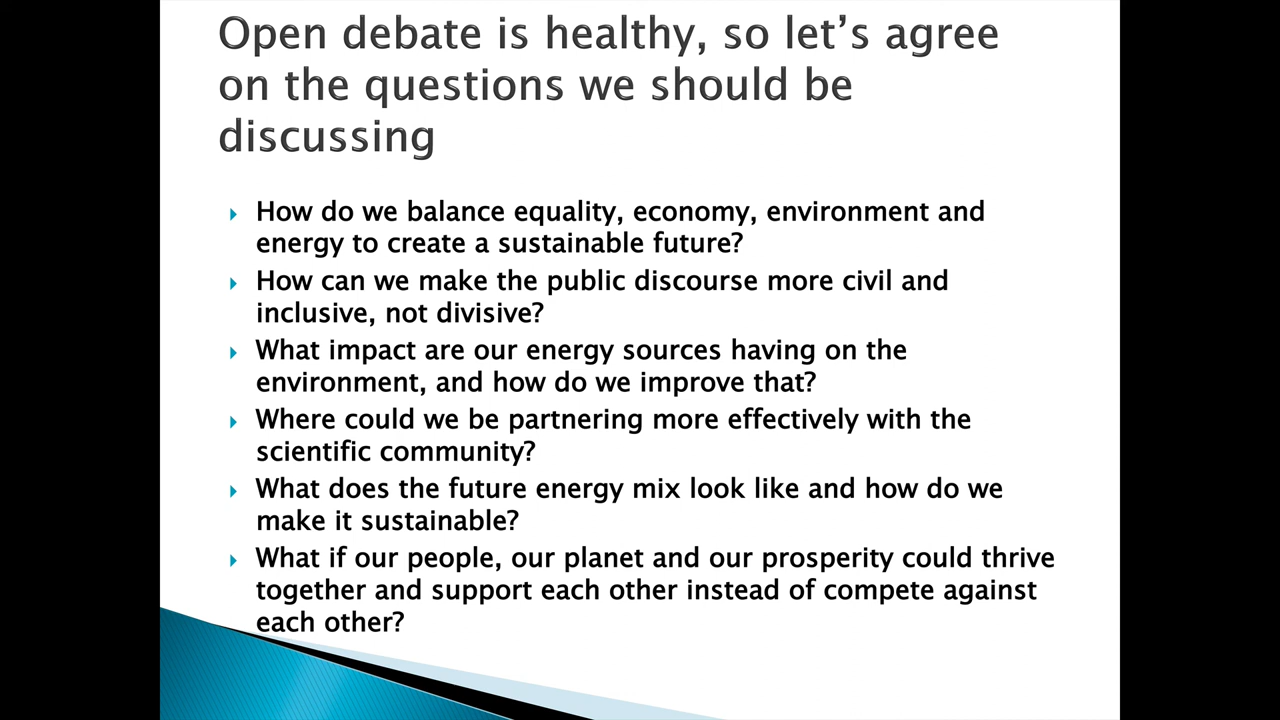 Open debate is healthy, so let’s agree
on the questions we should be
discussing
How do we balance equality, economy, environment and
energy to create a sustainable future?
How can we make the public discourse more civil and
inclusive, not divisive?
What impact are our energy sources having on the
environment, and how do we improve that?
Where could we be partnering more effectively with the
scientific community?
What does the future energy mix look like and how do we
make it sustainable?
What if our people, our planet and our prosperity could thrive
together and support each other instead of compete against
each other?